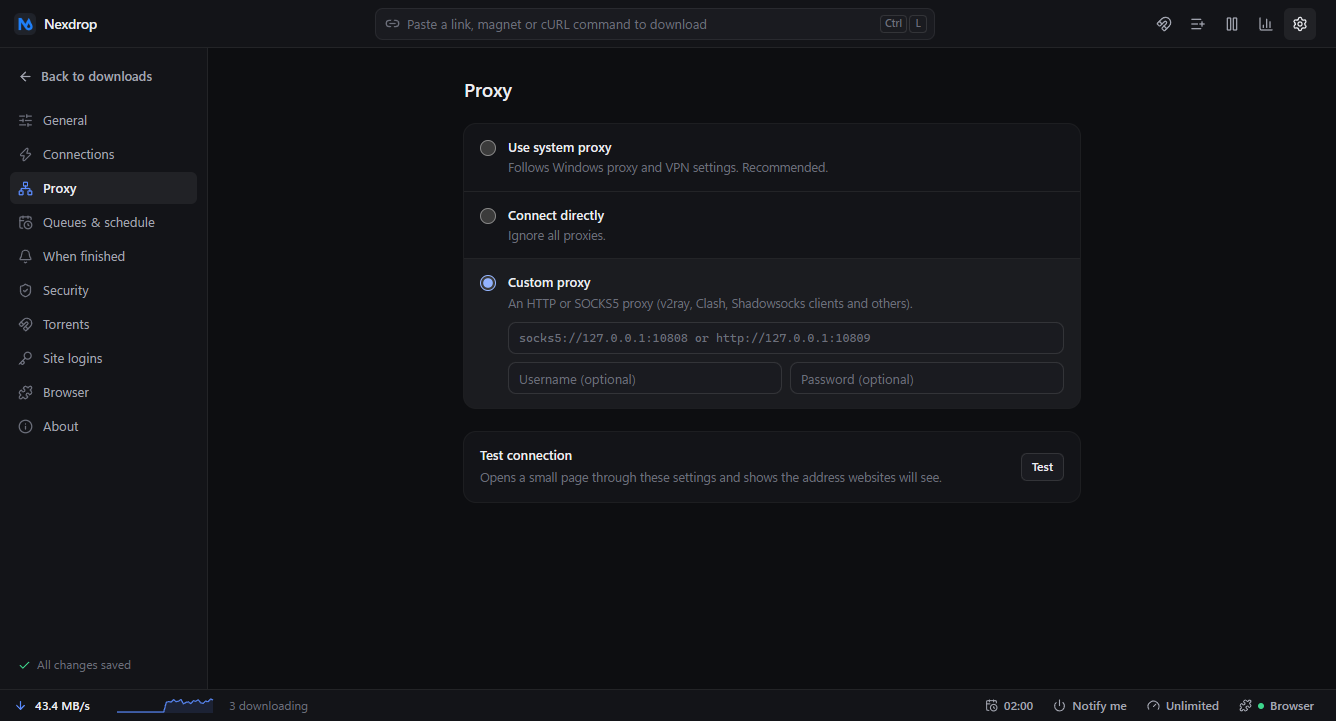 Nexdrop
Paste a link, magnet or cURL command to download
Ctrl L
Back to downloads
General
Connections
Proxy
Queues & schedule
When finished
Security
Torrents
Site logins
Browser
About
All changes saved
Proxy
Use system proxy
Follows Windows proxy and VPN settings. Recommended.
Connect directly
Ignore all proxies.
Custom proxy
An HTTP or SOCKS5 proxy (v2ray, Clash, Shadowsocks clients and others).
socks5://127.0.0.1:10808 or http://127.0.0.1:10809
Username (optional) Password (optional)
Test connection
Opens a small page through these settings and shows the address websites will see.
Test
43.4 MB/s 3 downloading 02:00 Notify me Unlimited Browser